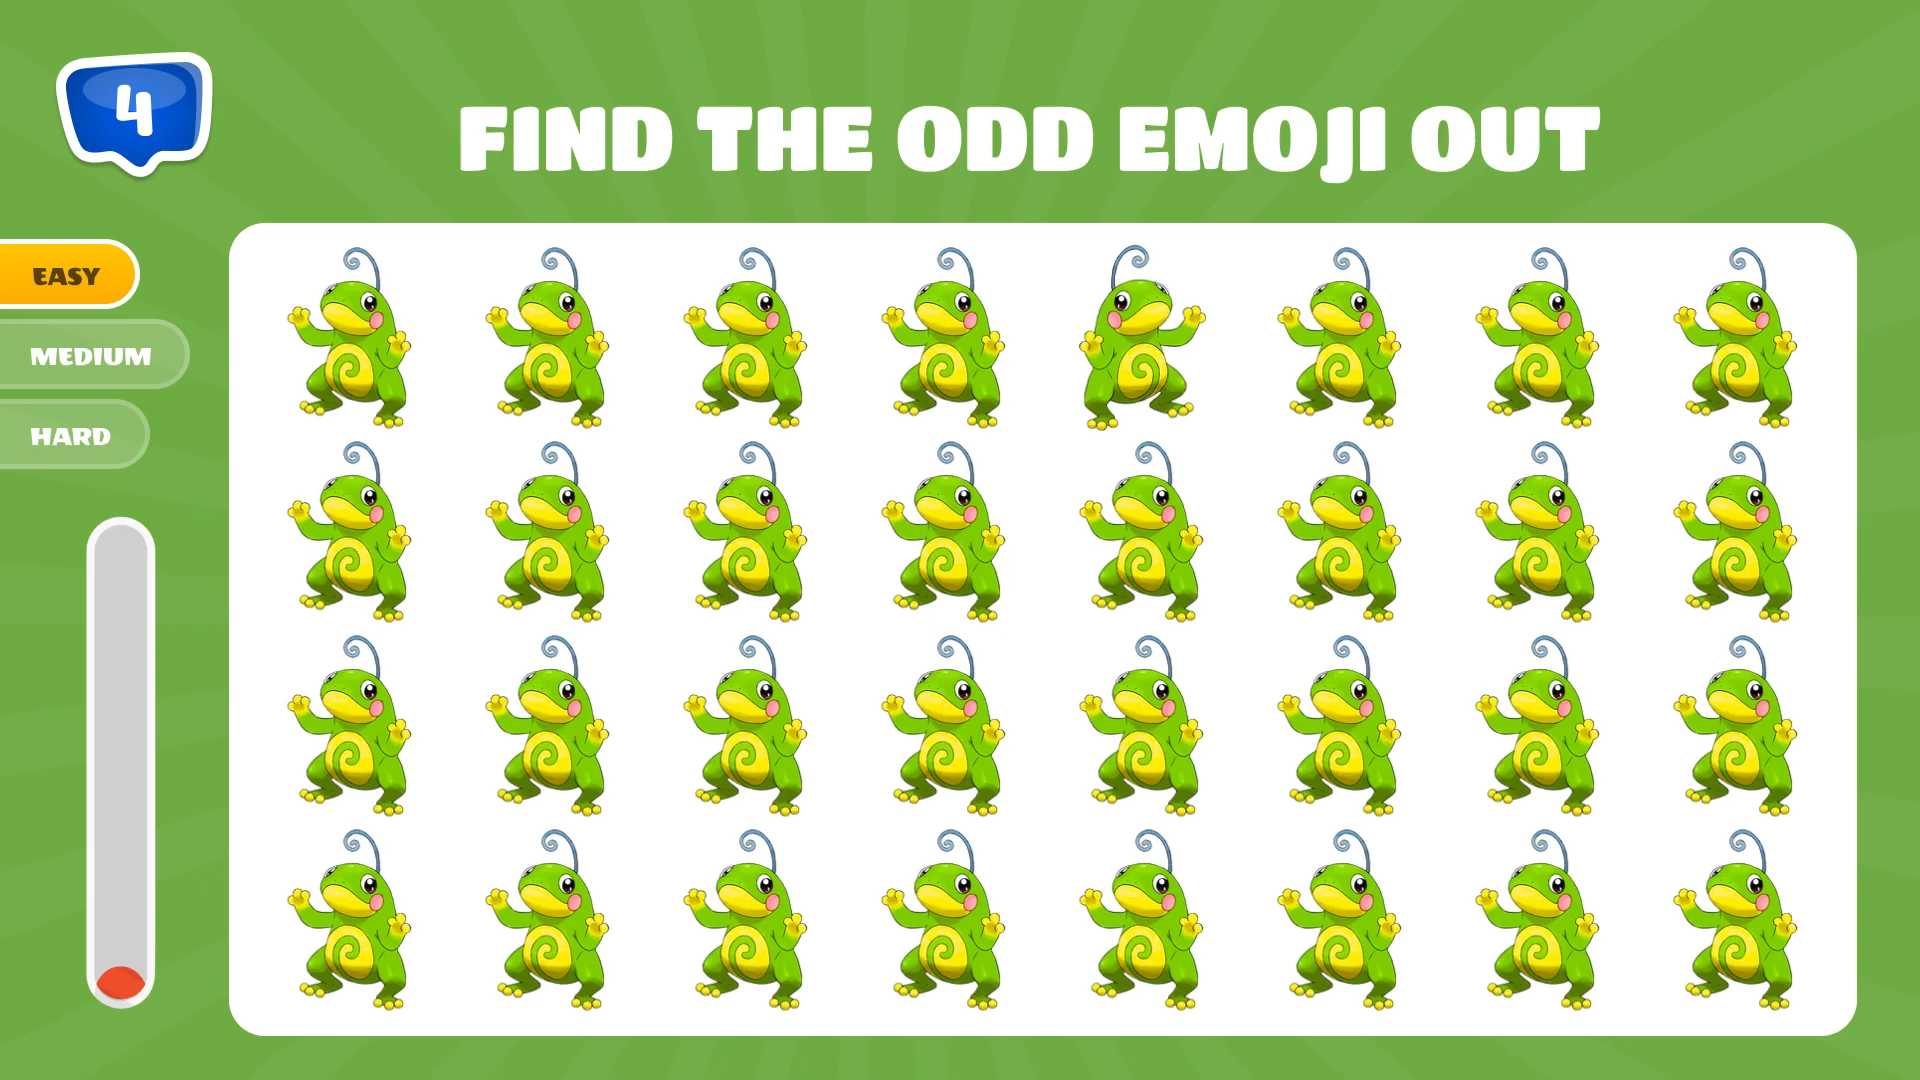 4
FIND THE ODD EMOJI OUT
EASY
MEDIUM
HARD